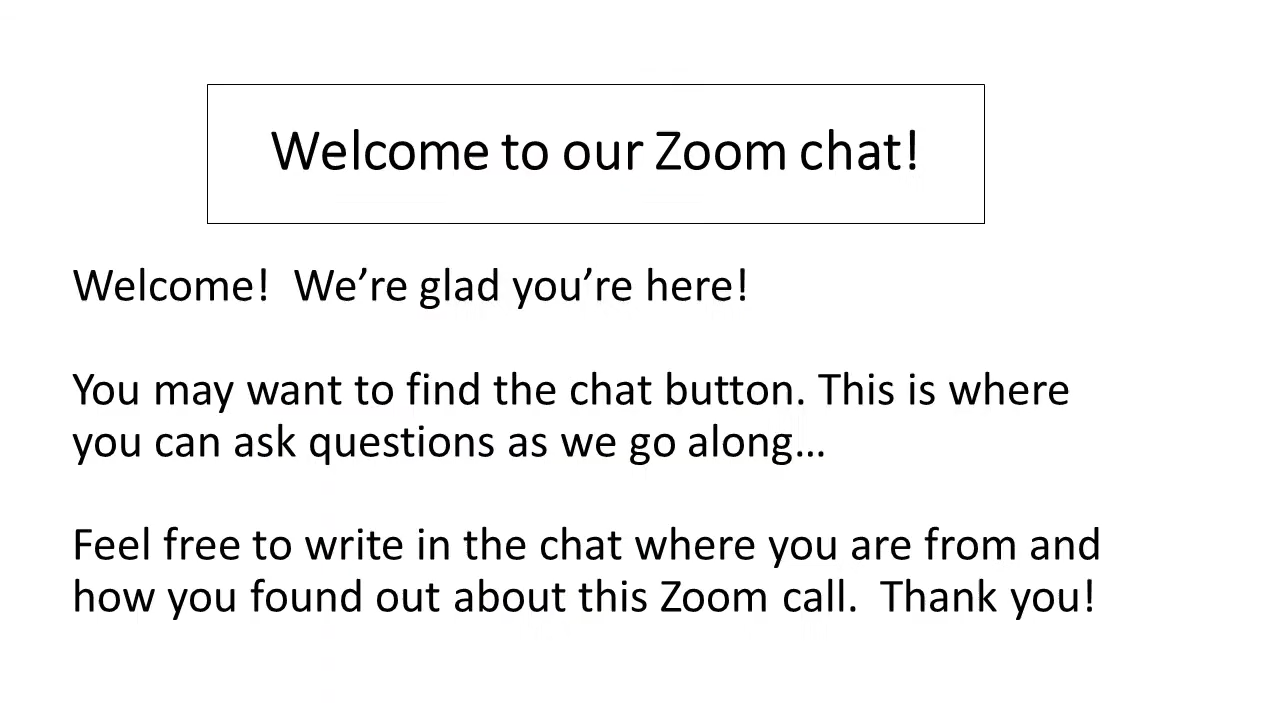 Welcome to our Zoom chat!
Welcome!  We’re glad you’re here!
You may want to find the chat button. This is where
you can ask questions as we go along…
Feel free to write in the chat where you are from and
how you found out about this Zoom call.  Thank you!